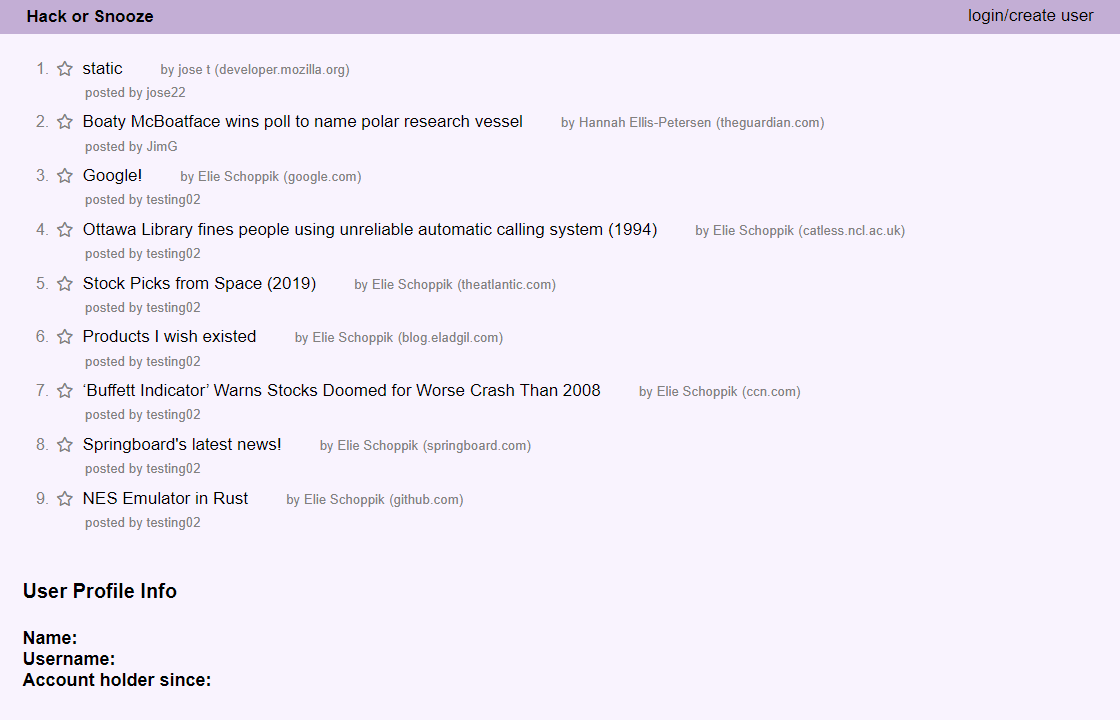 Hack or Snooze login/create user
1. static by jose t (developer.mozilla.org)
posted by jose22
2. Boaty McBoatface wins poll to name polar research vessel by Hannah Ellis-Petersen (theguardian.com)
posted by JimG
3. Google! by Elie Schoppik (google.com)
posted by testing02
4. Ottawa Library fines people using unreliable automatic calling system (1994) by Elie Schoppik (catless.ncl.ac.uk)
posted by testing02
5. Stock Picks from Space (2019) by Elie Schoppik (theatlantic.com)
posted by testing02
6. Products I wish existed by Elie Schoppik (blog.eladgil.com)
posted by testing02
7. ‘Buffett Indicator’ Warns Stocks Doomed for Worse Crash Than 2008 by Elie Schoppik (ccn.com)
posted by testing02
8. Springboard's latest news! by Elie Schoppik (springboard.com)
posted by testing02
9. NES Emulator in Rust by Elie Schoppik (github.com)
posted by testing02
User Profile Info
Name:
Username:
Account holder since: